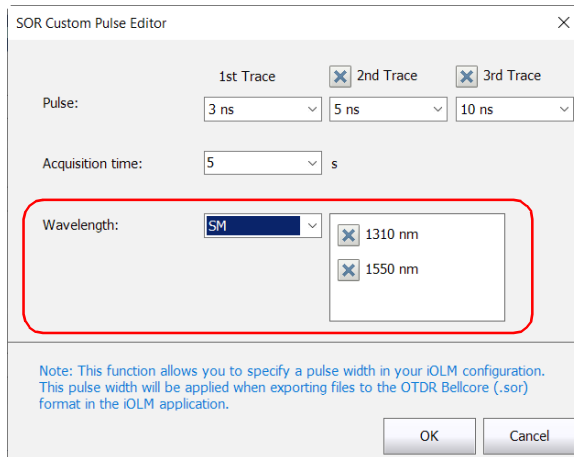 SOR Custom Pulse Editor
1st Trace 2nd Trace 3rd Trace
Pulse: 3 ns 5 ns 10 ns
Acquisition time: 5 s
Wavelength: SM 1310 nm
1550 nm
Note: This function allows you to specify a pulse width in your iOLM configuration.
This pulse width will be applied when exporting files to the OTDR Bellcore (.sor)
format in the iOLM application.
OK Cancel